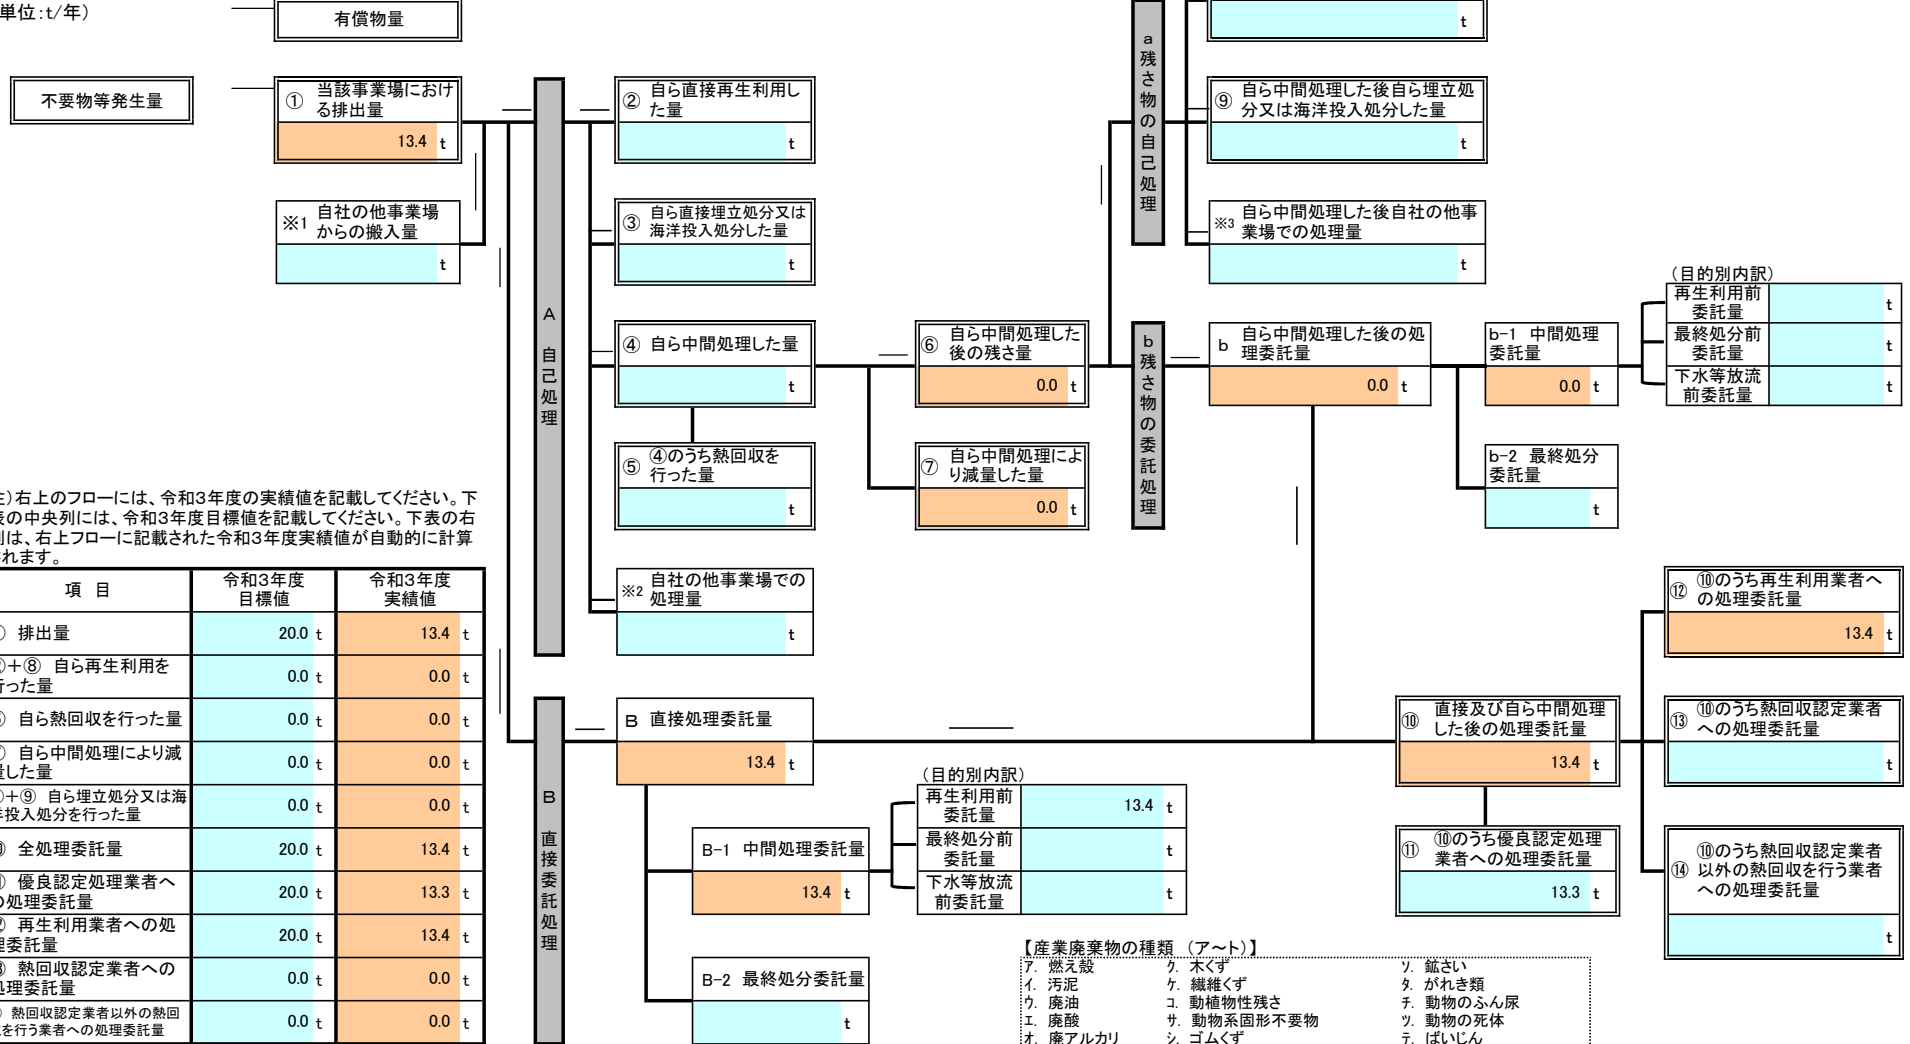 単位:t/年)
有償物量
t
不要物等発生量
① 当該事業場におけ
る排出量
13.4 t
※1 自社の他事業場
からの搬入量
t
A 自己処理
② 自ら直接再生利用し
た量
t
③ 自ら直接埋立処分又は
海洋投入処分した量
t
④ 自ら中間処理した量
t
⑤ ④のうち熱回収を
行った量
t
※2 自社の他事業場での
処理量
t
⑥ 自ら中間処理した
後の残さ量
0.0 t
⑦ 自ら中間処理によ
り減量した量
0.0 t
a 残さ物の自己処理
⑨ 自ら中間処理した後自ら埋立処
分又は海洋投入処分した量
t
※3 自ら中間処理した後自社の他事
業場での処理量
t
b 残さ物の委託処理
b 自ら中間処理した後の処
理委託量
0.0 t
b-1 中間処理
委託量
0.0 t
b-2 最終処分
委託量
t
(目的別内訳)
再生利用前
委託量
t
最終処分前
委託量
t
下水等放流
前委託量
t
)右上のフローには、令和3年度の実績値を記載してください。下
の中央列には、令和3年度目標値を記載してください。下表の右
は、右上フローに記載された令和3年度実績値が自動的に計算
れます。
項 目
令和3年度
目標値
令和3年度
実績値
排出量 20.0 t 13.4 t
+⑧ 自ら再生利用を
った量 0.0 t 0.0 t
自ら熱回収を行った量 0.0 t 0.0 t
自ら中間処理により減
した量 0.0 t 0.0 t
+⑨ 自ら埋立処分又は海
投入処分を行った量 0.0 t 0.0 t
全処理委託量 20.0 t 13.4 t
優良認定処理業者へ
処理委託量 20.0 t 13.3 t
再生利用業者への処
委託量 20.0 t 13.4 t
熱回収認定業者への
処理委託量 0.0 t 0.0 t
熱回収認定業者以外の熱回
を行う業者への処理委託量 0.0 t 0.0 t
B 直接委託処理
B 直接処理委託量
13.4 t
B-1 中間処理委託量
13.4 t
B-2 最終処分委託量
t
(目的別内訳)
再生利用前
委託量
13.4 t
最終処分前
委託量
t
下水等放流
前委託量
t
⑩ 直接及び自ら中間処理
した後の処理委託量
13.4 t
⑪ ⑩のうち優良認定処理
業者への処理委託量
13.3 t
⑫ ⑩のうち再生利用業者へ
の処理委託量
13.4 t
⑬ ⑩のうち熱回収認定業者
への処理委託量
t
⑭ ⑩のうち熱回収認定業者
以外の熱回収を行う業者
への処理委託量
t
【産業廃棄物の種類 (ア~ト)】
ア. 燃え殻 ク. 木くず ソ. 鉱さい
イ. 汚泥 ケ. 繊維くず タ. がれき類
ウ. 廃油 コ. 動植物性残さ チ. 動物のふん尿
エ. 廃酸 サ. 動物系固形不要物 ツ. 動物の死体
オ. 廃アルカリ シ. ゴムくず テ. ばいじん